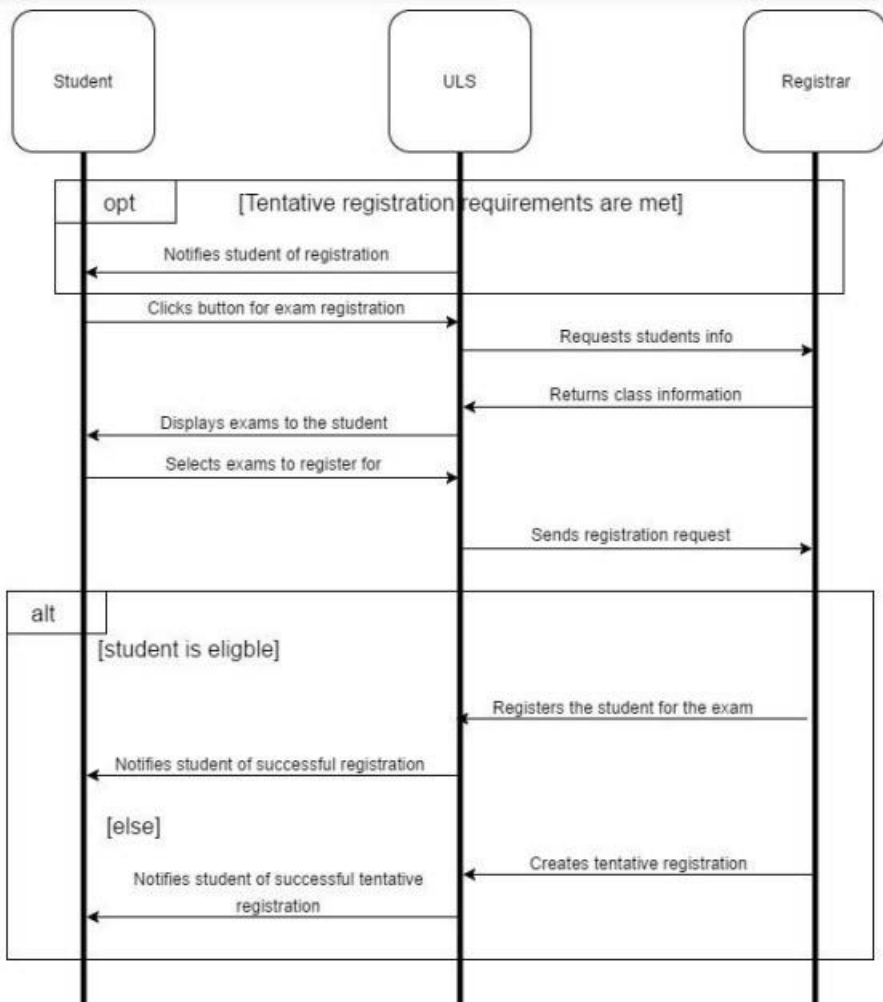 Student
ULS
Registrar
opt
[Tentative registration requirements are met]
Notifies student of registration
Clicks button for exam registration
Requests students info
Returns class information
Displays exams to the student
Selects exams to register for
Sends registration request
alt
[student is eligble]
Registers the student for the exam
Notifies student of successful registration
[else]
Creates tentative registration
Notifies student of successful tentative
registration